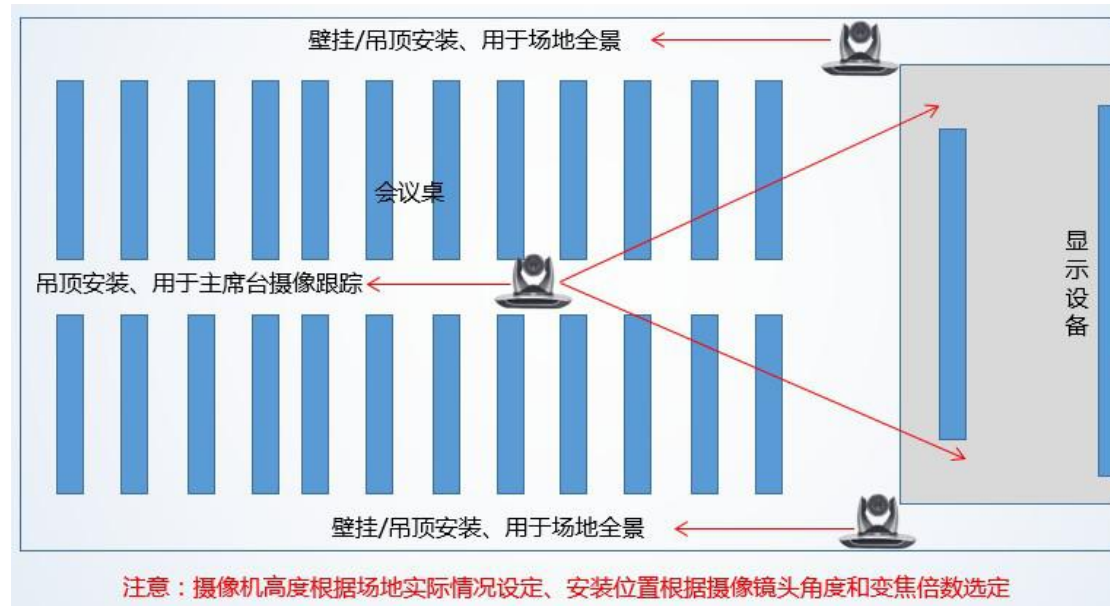 壁挂/吊顶安装、用于场地全景
会议桌
吊顶安装、用于主席台摄像跟踪
显示设备
壁挂/吊顶安装、用于场地全景
注意：摄像机高度根据场地实际情况设定、安装位置根据摄像镜头角度和变焦倍数选定